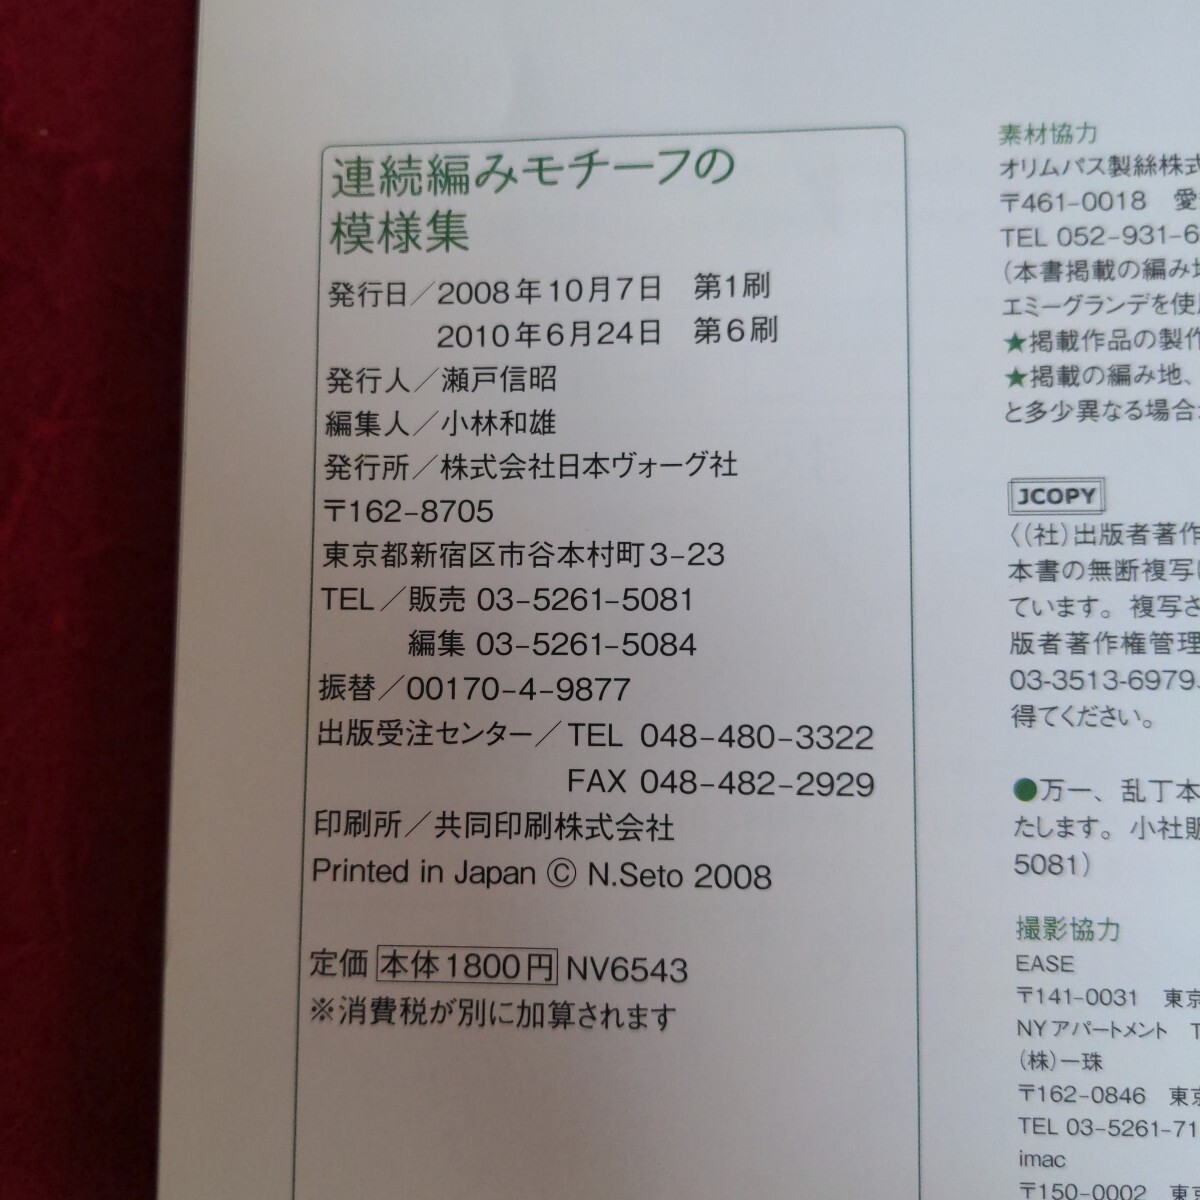 連続編みモチーフの
模様集
発行日／2008年10月7日　第1刷
2010年6月24日　第6刷
発行人／瀬戸信昭
編集人／小林和雄
発行所／株式会社日本ヴォーグ社
〒162-8705
東京都新宿区市谷本村町3-23
TEL／販売 03-5261-5081
編集 03-5261-5084
振替／00170-4-9877
出版受注センター／TEL 048-480-3322
FAX 048-482-2929
印刷所／共同印刷株式会社
Printed in Japan © N.Seto 2008
定価 本体1800円 NV6543
※消費税が別に加算されます
素材協力
オリムパス製絲株式
〒461-0018　愛
TEL 052-931-6
（本書掲載の編み地
エミーグランデを使
★掲載作品の製作
★掲載の編み地、
と多少異なる場合
JCOPY
〈(社)出版者著作
本書の無断複写
ています。複写さ
版者著作権管理
03-3513-6979、
得てください。
●万一、乱丁本
たします。小社販
5081）
撮影協力
EASE
〒141-0031　東京
NYアパートメント　T
(株)一珠
〒162-0846　東京
TEL 03-5261-71
imac
〒150-0002　東京